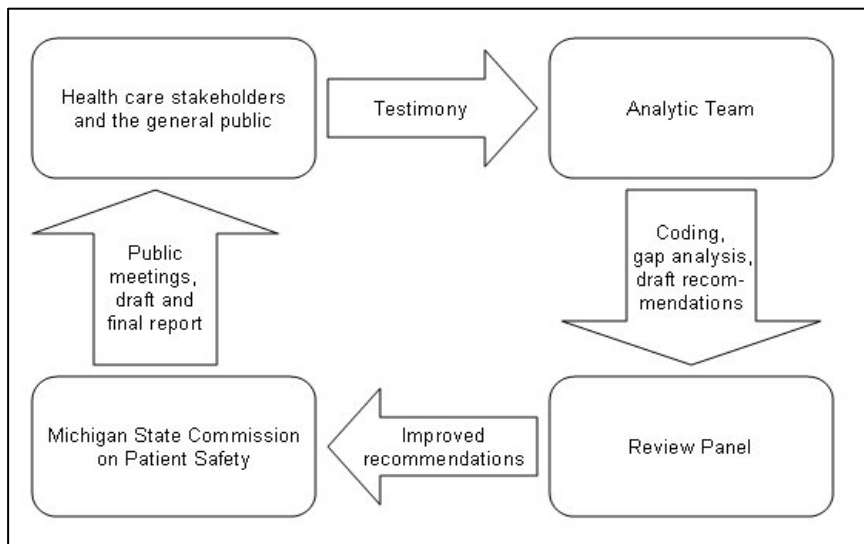 Health care stakeholders
and the general public
Testimony
Analytic Team
Coding,
gap analysis,
draft recom-
mendations
Review Panel
Improved
recommendations
Michigan State Commission
on Patient Safety
Public
meetings,
draft and
final report